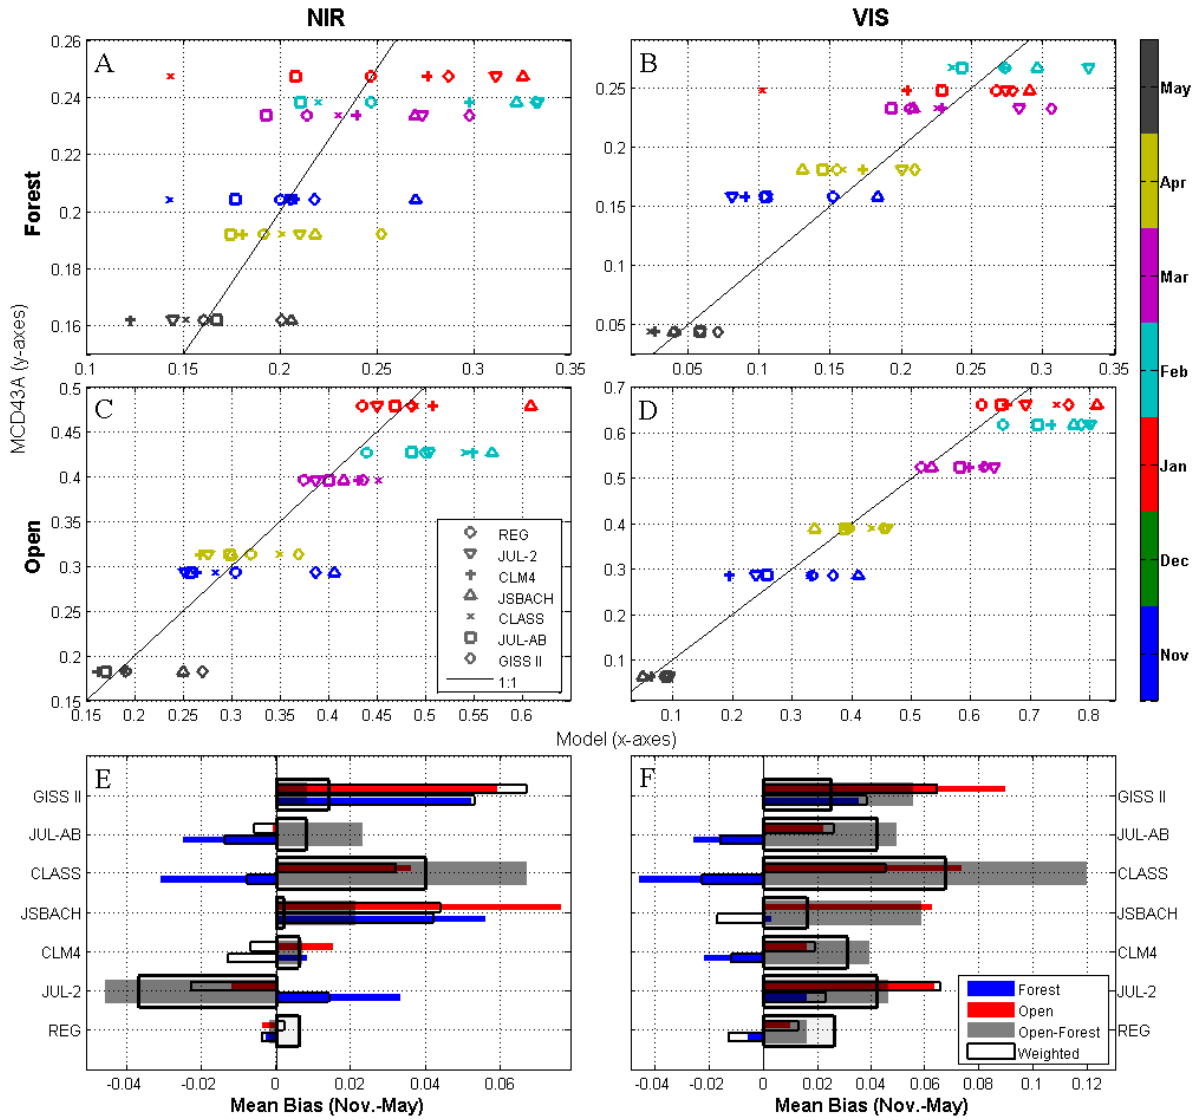 NIR
VIS
A
0.26
0.24
0.22
0.2
0.18
0.16
0.1
0.15
0.2
0.25
0.3
0.35
Forest
B
0.25
0.2
0.15
0.1
0.05
0.05
0.1
0.15
0.2
0.25
0.3
0.35
May
Apr
Mar
Feb
Jan
Dec
Nov
MCD43A (y-axes)
C
0.5
0.45
0.4
0.35
0.3
0.25
0.2
0.15
0.15
0.2
0.25
0.3
0.35
0.4
0.45
0.5
0.55
0.6
Open
REG
JUL-2
CLM4
JSBACH
CLASS
JUL-AB
GISS II
1:1
D
0.7
0.6
0.5
0.4
0.3
0.2
0.1
0.1
0.2
0.3
0.4
0.5
0.6
0.7
0.8
Model (x-axes)
E
GISS II
JUL-AB
CLASS
JSBACH
CLM4
JUL-2
REG
-0.04
-0.02
0
0.02
0.04
0.06
Mean Bias (Nov.-May)
F
GISS II
JUL-AB
CLASS
JSBACH
CLM4
JUL-2
REG
Forest
Open
Open-Forest
Weighted
-0.04
-0.02
0
0.02
0.04
0.06
0.08
0.10
0.12
Mean Bias (Nov.-May)